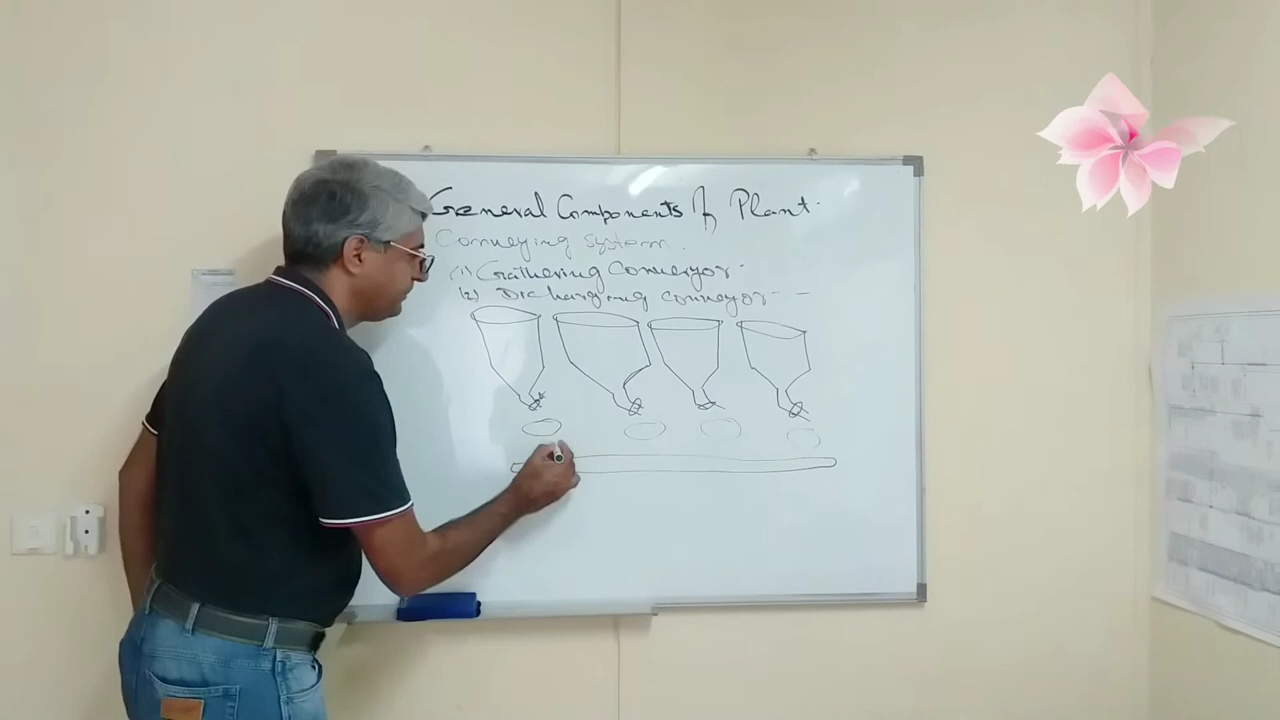 General Components of Plant.
Conveying system.
(1) Gathering Conveyor.
(2) Discharging conveyor - -